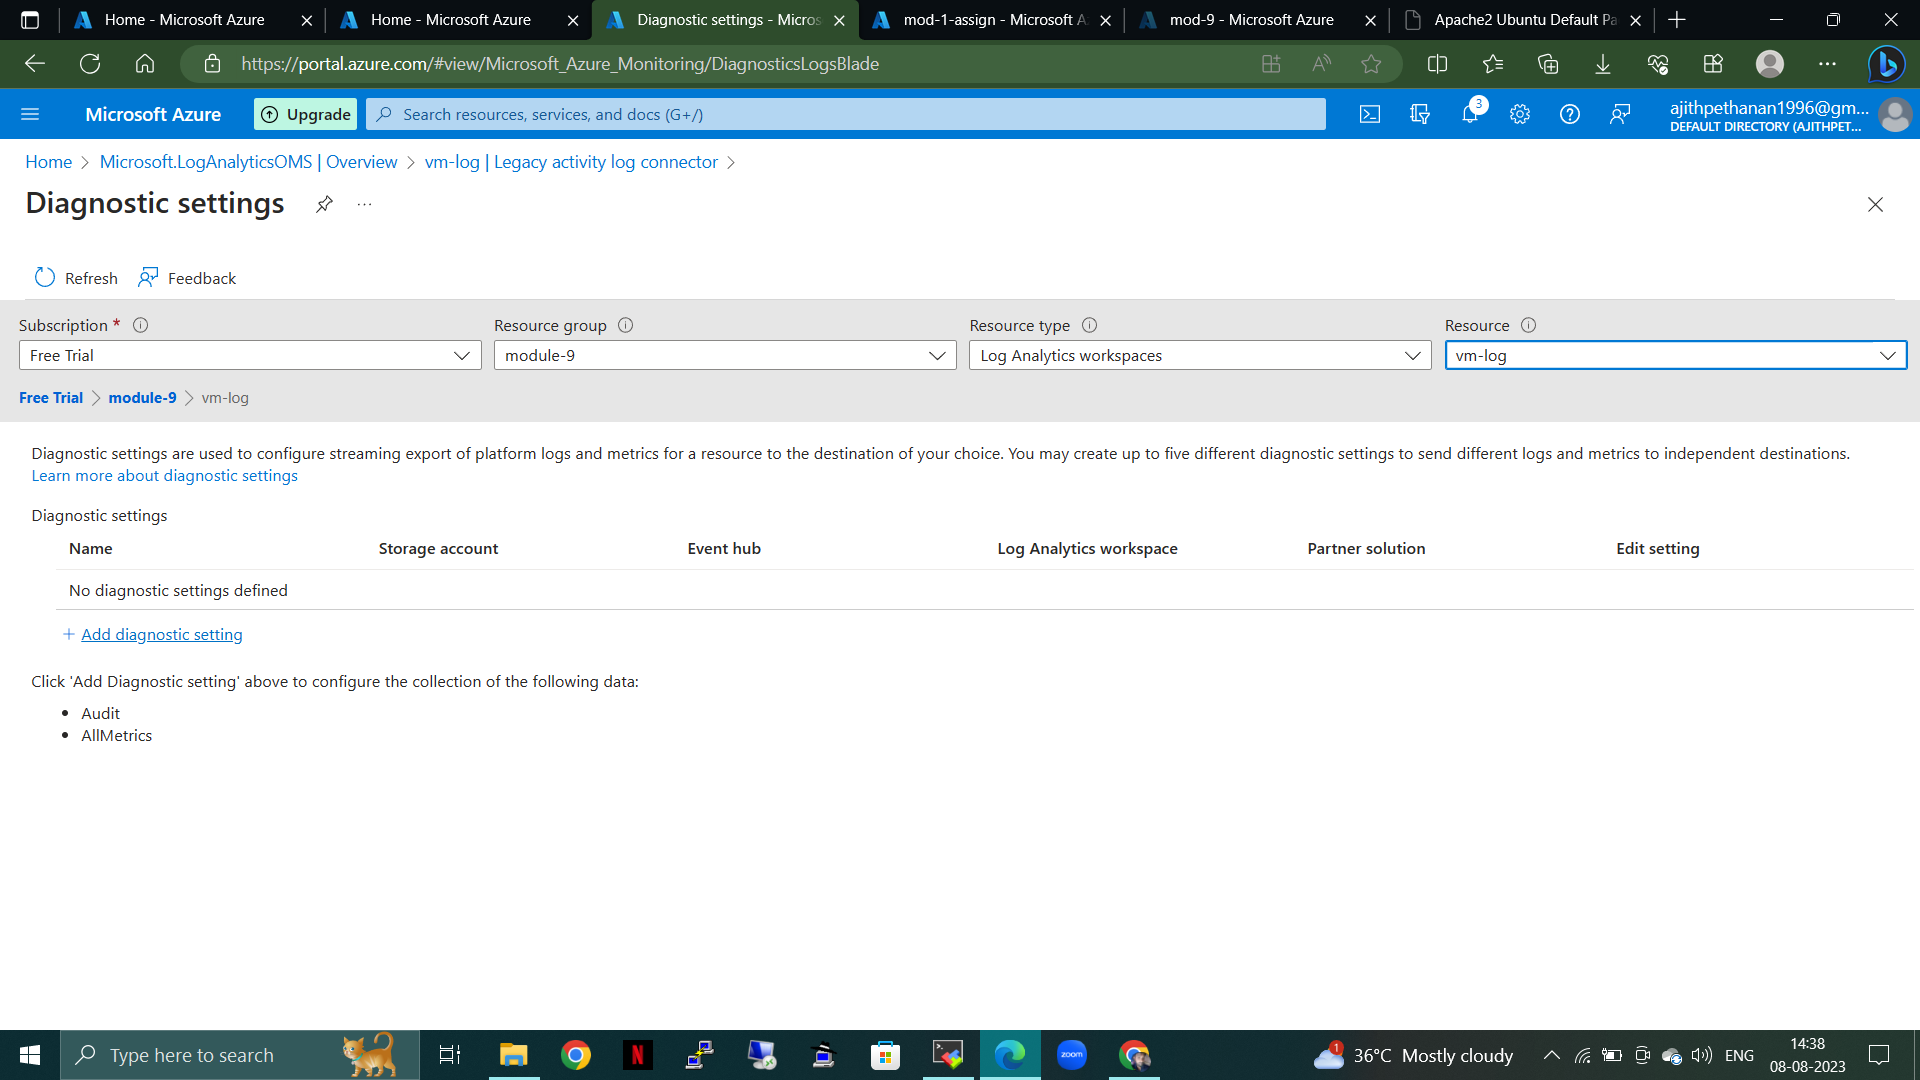 Home - Microsoft Azure
Home - Microsoft Azure
Diagnostic settings - Micros
mod-1-assign - Microsoft A
mod-9 - Microsoft Azure
Apache2 Ubuntu Default Pa
https://portal.azure.com/#view/Microsoft_Azure_Monitoring/DiagnosticsLogsBlade
Microsoft Azure
Upgrade
Search resources, services, and docs (G+/)
3
ajithpethanan1996@gm...
DEFAULT DIRECTORY (AJITHPET...
Home > Microsoft.LogAnalyticsOMS | Overview > vm-log | Legacy activity log connector >
Diagnostic settings
...
Refresh
Feedback
Subscription *
Resource group
Resource type
Resource
Free Trial
module-9
Log Analytics workspaces
vm-log
Free Trial > module-9 > vm-log
Diagnostic settings are used to configure streaming export of platform logs and metrics for a resource to the destination of your choice. You may create up to five different diagnostic settings to send different logs and metrics to independent destinations.
Learn more about diagnostic settings
Diagnostic settings
Name
Storage account
Event hub
Log Analytics workspace
Partner solution
Edit setting
No diagnostic settings defined
+ Add diagnostic setting
Click 'Add Diagnostic setting' above to configure the collection of the following data:
• Audit
• AllMetrics
Type here to search
N
zoom
1
36°C Mostly cloudy
ENG
14:38
08-08-2023